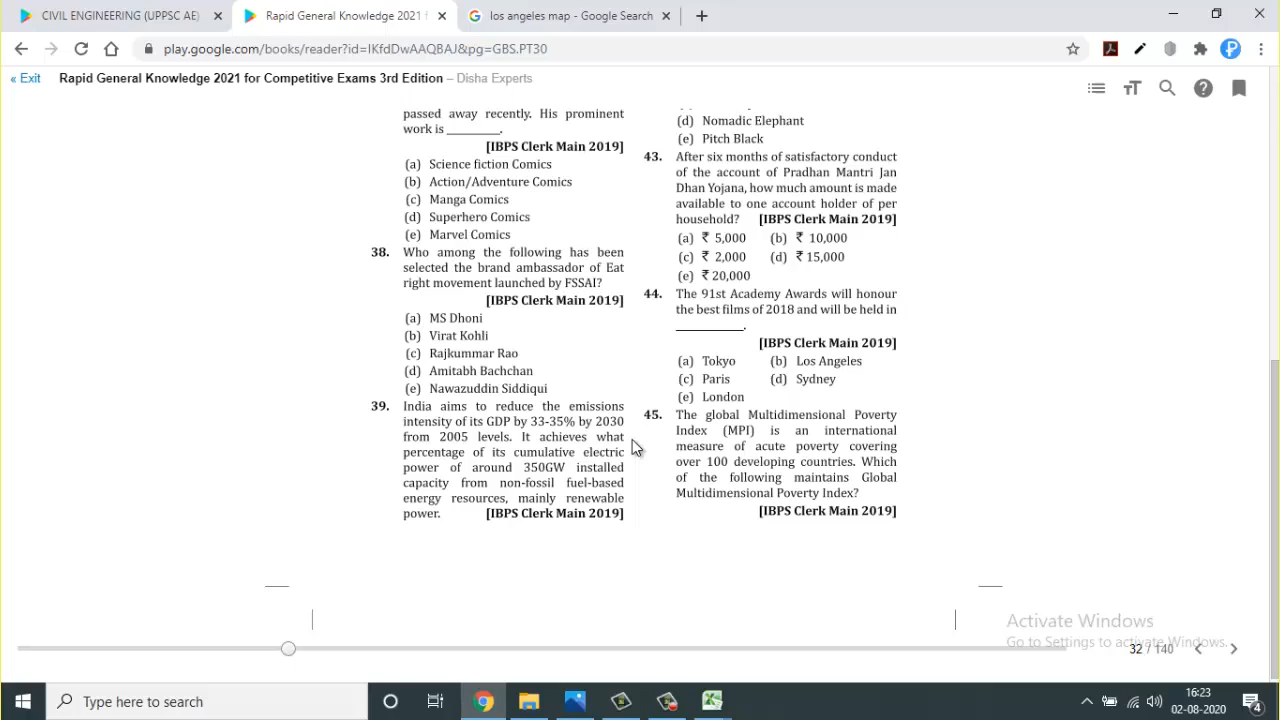 CIVIL ENGINEERING (UPPSC AE)
Rapid General Knowledge 2021 f
los angeles map - Google Search
play.google.com/books/reader?id=IKfdDwAAQBAJ&pg=GBS.PT30
« Exit Rapid General Knowledge 2021 for Competitive Exams 3rd Edition – Disha Experts
passed away recently. His prominent
work is _________.
[IBPS Clerk Main 2019]
(a) Science fiction Comics
(b) Action/Adventure Comics
(c) Manga Comics
(d) Superhero Comics
(e) Marvel Comics
38. Who among the following has been
selected the brand ambassador of Eat
right movement launched by FSSAI?
[IBPS Clerk Main 2019]
(a) MS Dhoni
(b) Virat Kohli
(c) Rajkummar Rao
(d) Amitabh Bachchan
(e) Nawazuddin Siddiqui
39. India aims to reduce the emissions
intensity of its GDP by 33-35% by 2030
from 2005 levels. It achieves what
percentage of its cumulative electric
power of around 350GW installed
capacity from non-fossil fuel-based
energy resources, mainly renewable
power. [IBPS Clerk Main 2019]
(d) Nomadic Elephant
(e) Pitch Black
43. After six months of satisfactory conduct
of the account of Pradhan Mantri Jan
Dhan Yojana, how much amount is made
available to one account holder of per
household? [IBPS Clerk Main 2019]
(a) ₹ 5,000 (b) ₹ 10,000
(c) ₹ 2,000 (d) ₹ 15,000
(e) ₹ 20,000
44. The 91st Academy Awards will honour
the best films of 2018 and will be held in
___________.
[IBPS Clerk Main 2019]
(a) Tokyo (b) Los Angeles
(c) Paris (d) Sydney
(e) London
45. The global Multidimensional Poverty
Index (MPI) is an international
measure of acute poverty covering
over 100 developing countries. Which
of the following maintains Global
Multidimensional Poverty Index?
[IBPS Clerk Main 2019]
Activate Windows
Go to Settings to activate Windows.
32 / 140
Type here to search
16:23
02-08-2020
4